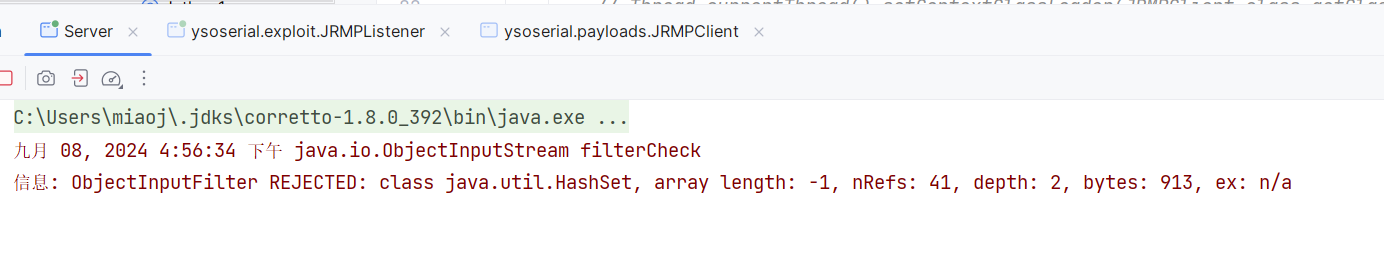 Server
ysoserial.exploit.JRMPListener
ysoserial.payloads.JRMPClient
C:\Users\miaoj\.jdks\corretto-1.8.0_392\bin\java.exe ...
九月 08, 2024 4:56:34 下午 java.io.ObjectInputStream filterCheck
信息: ObjectInputFilter REJECTED: class java.util.HashSet, array length: -1, nRefs: 41, depth: 2, bytes: 913, ex: n/a